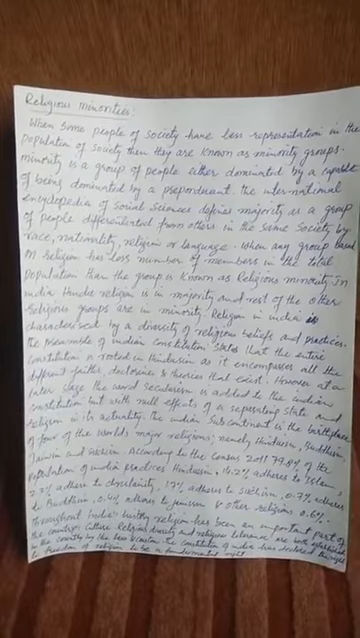 Religious minorities:
When Some people of society have less representation in the
population of society then they are known as minority groups.
minority is a group of people either dominated by a
of being dominated by a preponderant. the inter-national
encyclopedia of Social Sciences defines majority as a group
of people differentiated from others in the same Society by
race, nationality, religion or language. when any group based
on religion has less number of members in the total
population than the group is known as Religious minority. In
india Hindu religion is in majority and rest of the other
Religious groups are in minority, Religion in india is
characterised by a diversity of religious beliefs and practices.
the preamble of indian Constitution States that the entire
Constitution is rooted in Hinduism as it encompasses all the
different faiths, doctrines & theories that exist. However at a
later stage the word secularism is added to the indian
constitution but with null effects of a separating state and
religion in its actuality. the indian Subcontinent is the birthplace
of four of the world's major religions; namely Hinduism, Buddhism,
Jainism and Sikhism. According to the Census 2011 79.8% of the
population of india practices Hinduism, 14.2% adheres to Islam,
2.3% adhere to christianity, 1.7% adheres to Sikhism, 0.7% adheres
to Buddhism, 0.4% adheres to Jainism & other religions 0.6%.
Throughout India's history religion has been an important part of
the country's Culture Religious diversity and religious tolerance are both established
in the country by the law & custom the constitution of india has declared the right
to freedom of religion to be a fundamental right